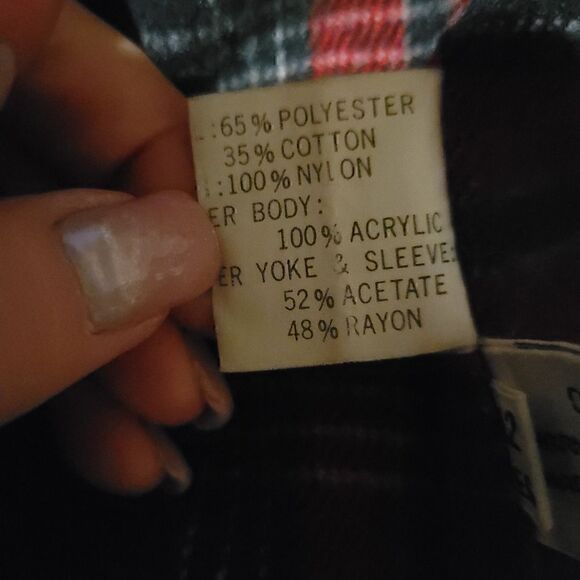 :65% POLYESTER
35% COTTON
:100% NYLON
ER BODY:
100% ACRYLIC
ER YOKE & SLEEVE:
52% ACETATE
48% RAYON